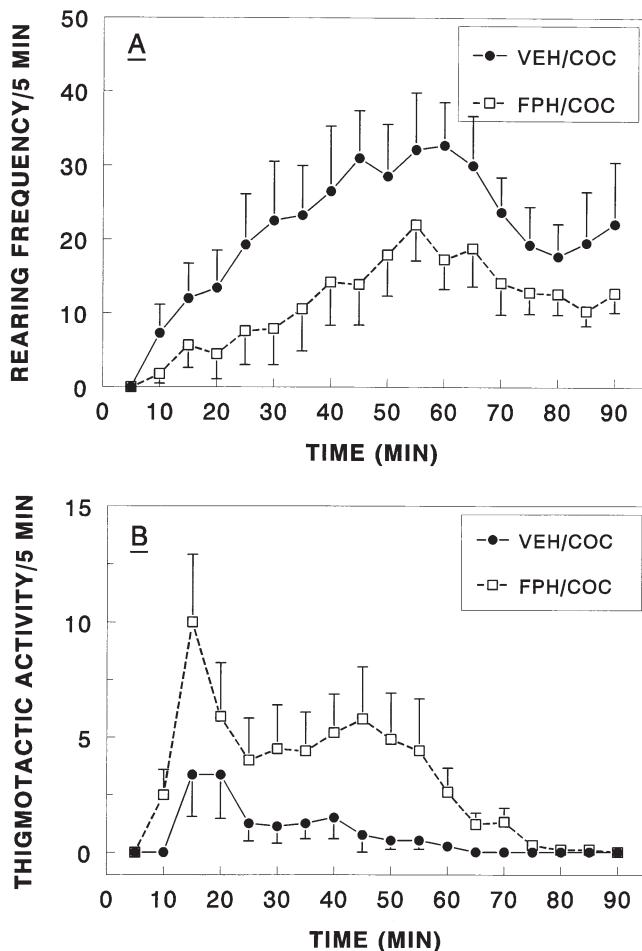 A
VEH/COC
FPH/COC
REARING FREQUENCY/5 MIN
50
40
30
20
10
0
0 10 20 30 40 50 60 70 80 90
TIME (MIN)
B
VEH/COC
FPH/COC
THIGMOTACTIC ACTIVITY/5 MIN
15
10
5
0
0 10 20 30 40 50 60 70 80 90
TIME (MIN)